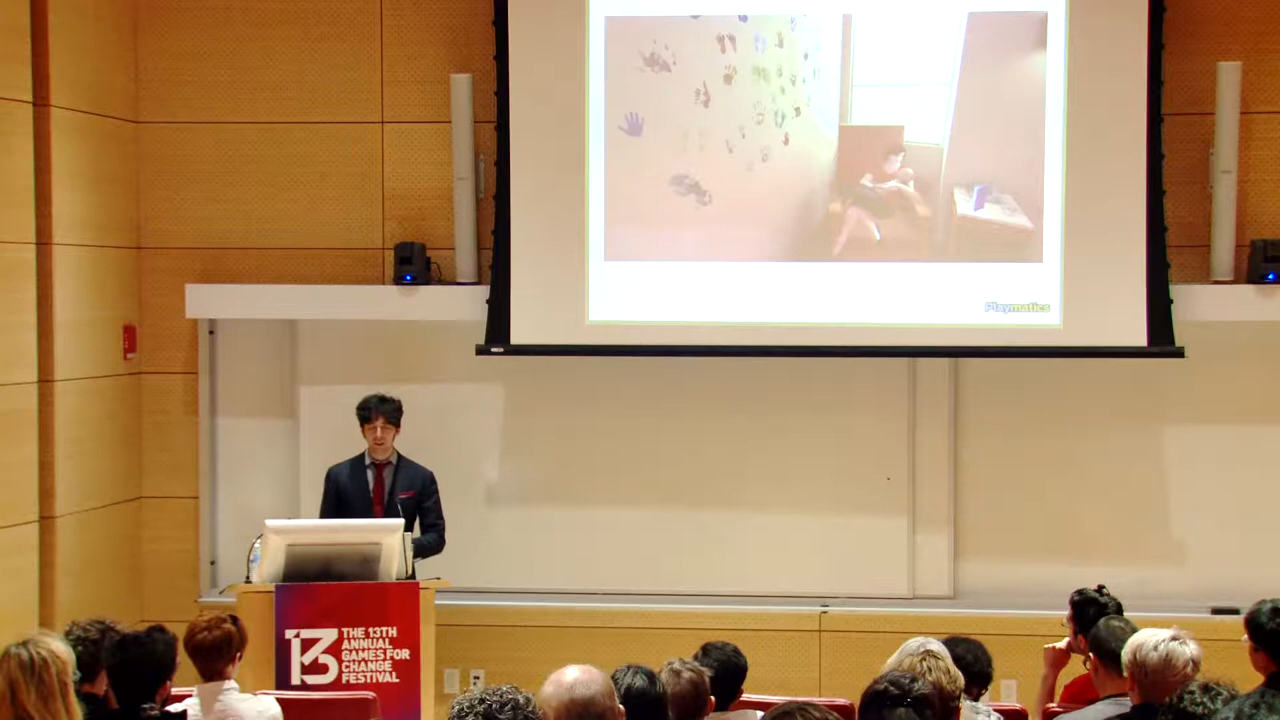 Playmatics
13
THE 13TH
ANNUAL
GAMES FOR
CHANGE
FESTIVAL